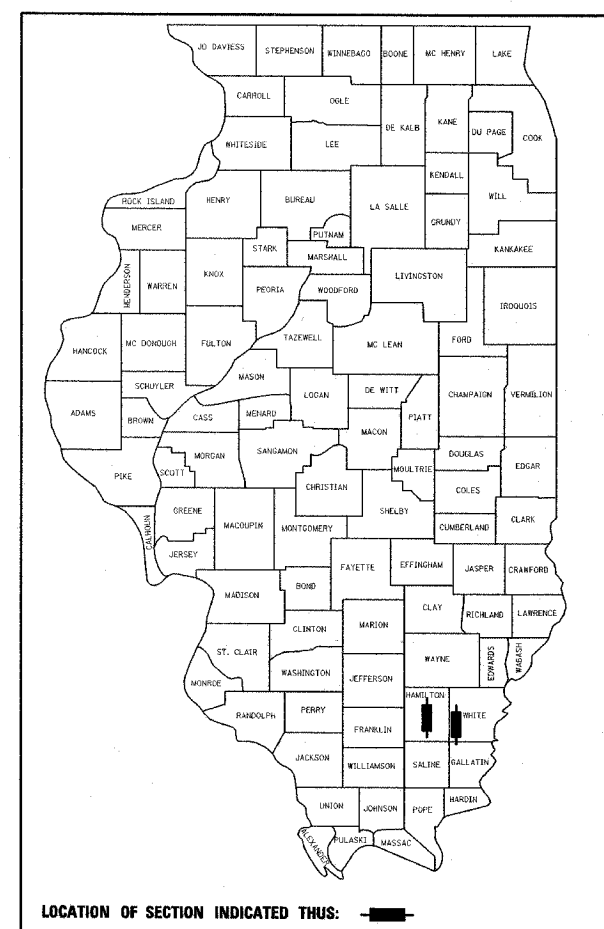 JO DAVIESS STEPHENSON WINNEBAGO BOONE MC HENRY LAKE
CARROLL OGLE DE KALB KANE DU PAGE COOK
WHITESIDE LEE KENDALL WILL
ROCK ISLAND HENRY BUREAU LA SALLE GRUNDY
MERCER PUTNAM KANKAKEE
STARK MARSHALL
HENDERSON WARREN KNOX PEORIA WOODFORD LIVINGSTON IROQUOIS
HANCOCK MC DONOUGH FULTON TAZEWELL MC LEAN FORD
SCHUYLER MASON LOGAN DE WITT CHAMPAIGN VERMILION
ADAMS BROWN CASS MENARD MACON PIATT
MORGAN SANGAMON MOULTRIE DOUGLAS EDGAR
PIKE SCOTT CHRISTIAN COLES
GREENE MACOUPIN MONTGOMERY SHELBY CUMBERLAND CLARK
CALHOUN JERSEY FAYETTE EFFINGHAM JASPER CRAWFORD
MADISON BOND CLAY RICHLAND LAWRENCE
ST. CLAIR CLINTON MARION WAYNE EDWARDS WABASH
MONROE WASHINGTON JEFFERSON HAMILTON WHITE
RANDOLPH PERRY FRANKLIN
JACKSON WILLIAMSON SALINE GALLATIN
UNION JOHNSON POPE HARDIN
ALEXANDER PULASKI MASSAC
LOCATION OF SECTION INDICATED THUS: